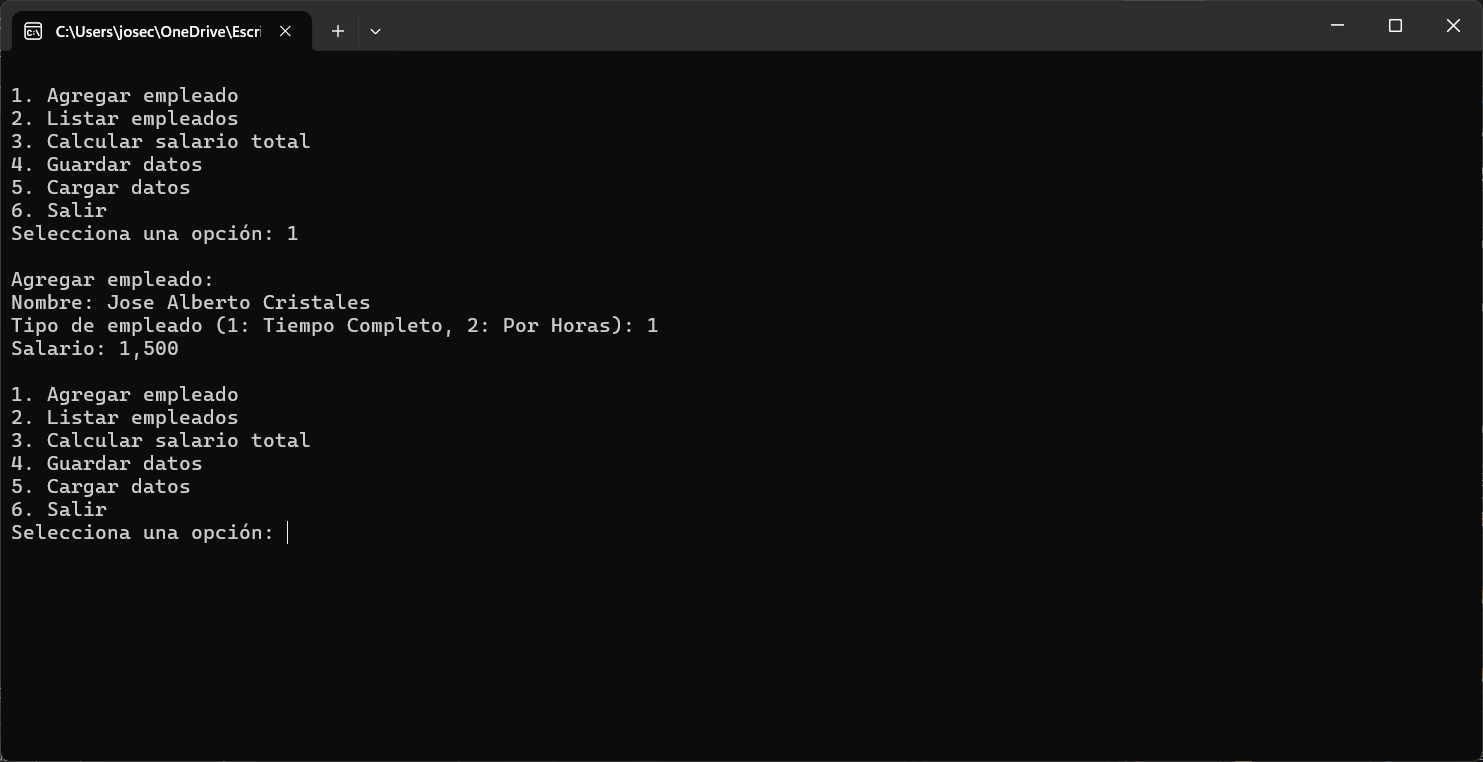 C:\Users\josec\OneDrive\Escri
1. Agregar empleado
2. Listar empleados
3. Calcular salario total
4. Guardar datos
5. Cargar datos
6. Salir
Selecciona una opción: 1
Agregar empleado:
Nombre: Jose Alberto Cristales
Tipo de empleado (1: Tiempo Completo, 2: Por Horas): 1
Salario: 1,500
1. Agregar empleado
2. Listar empleados
3. Calcular salario total
4. Guardar datos
5. Cargar datos
6. Salir
Selecciona una opción: